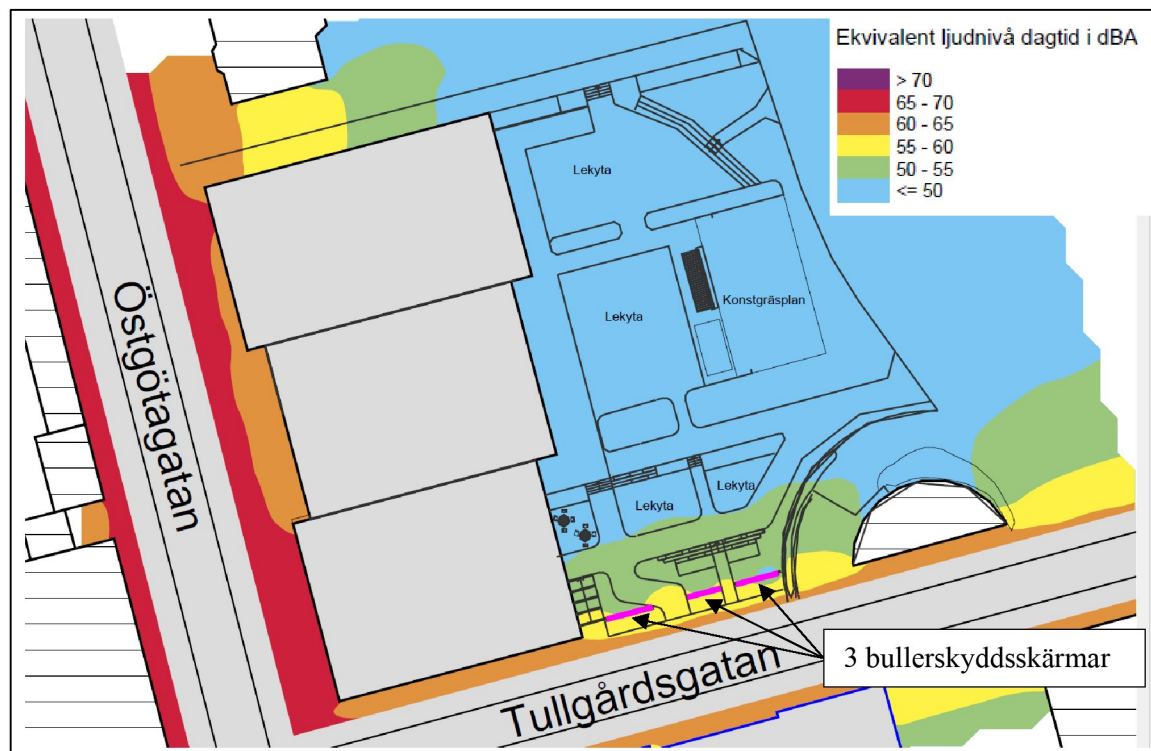 Ekvivalent ljudnivå dagtid i dBA
> 70
65 - 70
60 - 65
55 - 60
50 - 55
<= 50
Lekyta
Konstgräsplan
Lekyta
Östgötagatan
Lekyta
Lekyta
3 bullerskyddsskärmar
Tullgårdsgatan